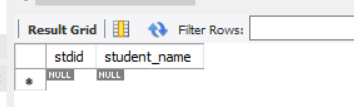 Result Grid Filter Rows:
stdid student_name
NULL NULL